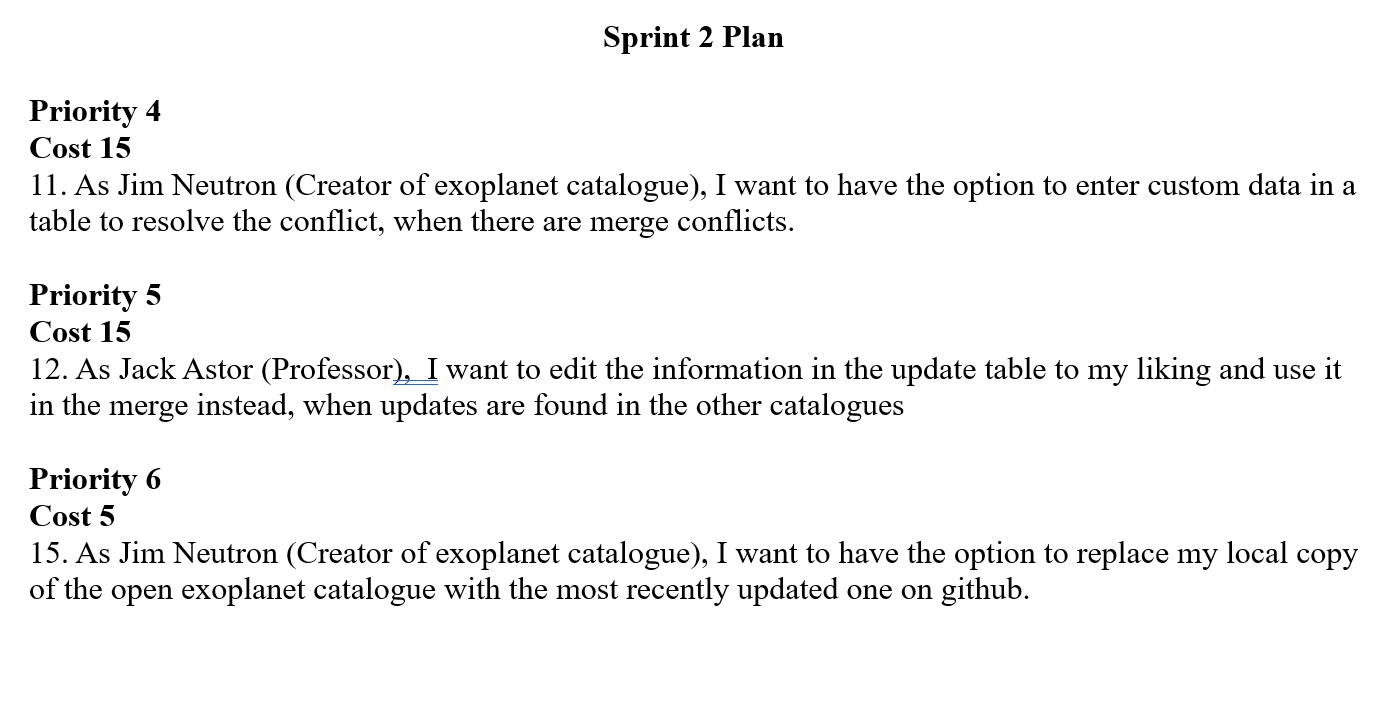 Sprint 2 Plan
Priority 4
Cost 15
11. As Jim Neutron (Creator of exoplanet catalogue), I want to have the option to enter custom data in a
table to resolve the conflict, when there are merge conflicts.
Priority 5
Cost 15
12. As Jack Astor (Professor),  I want to edit the information in the update table to my liking and use it
in the merge instead, when updates are found in the other catalogues
Priority 6
Cost 5
15. As Jim Neutron (Creator of exoplanet catalogue), I want to have the option to replace my local copy
of the open exoplanet catalogue with the most recently updated one on github.